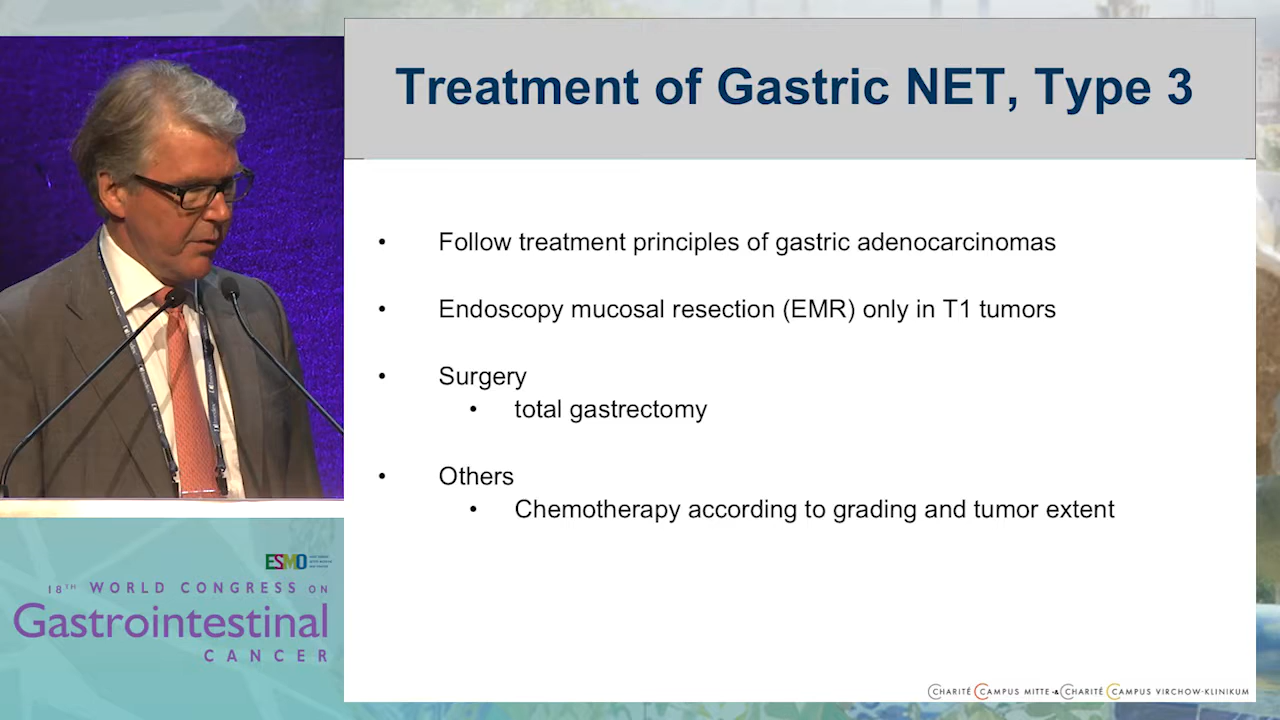 Treatment of Gastric NET, Type 3
• Follow treatment principles of gastric adenocarcinomas
• Endoscopy mucosal resection (EMR) only in T1 tumors
• Surgery
• total gastrectomy
• Others
• Chemotherapy according to grading and tumor extent
CHARITÉ CAMPUS MITTE & CHARITÉ CAMPUS VIRCHOW-KLINIKUM
ESMO
18TH WORLD CONGRESS ON
Gastrointestinal
CANCER